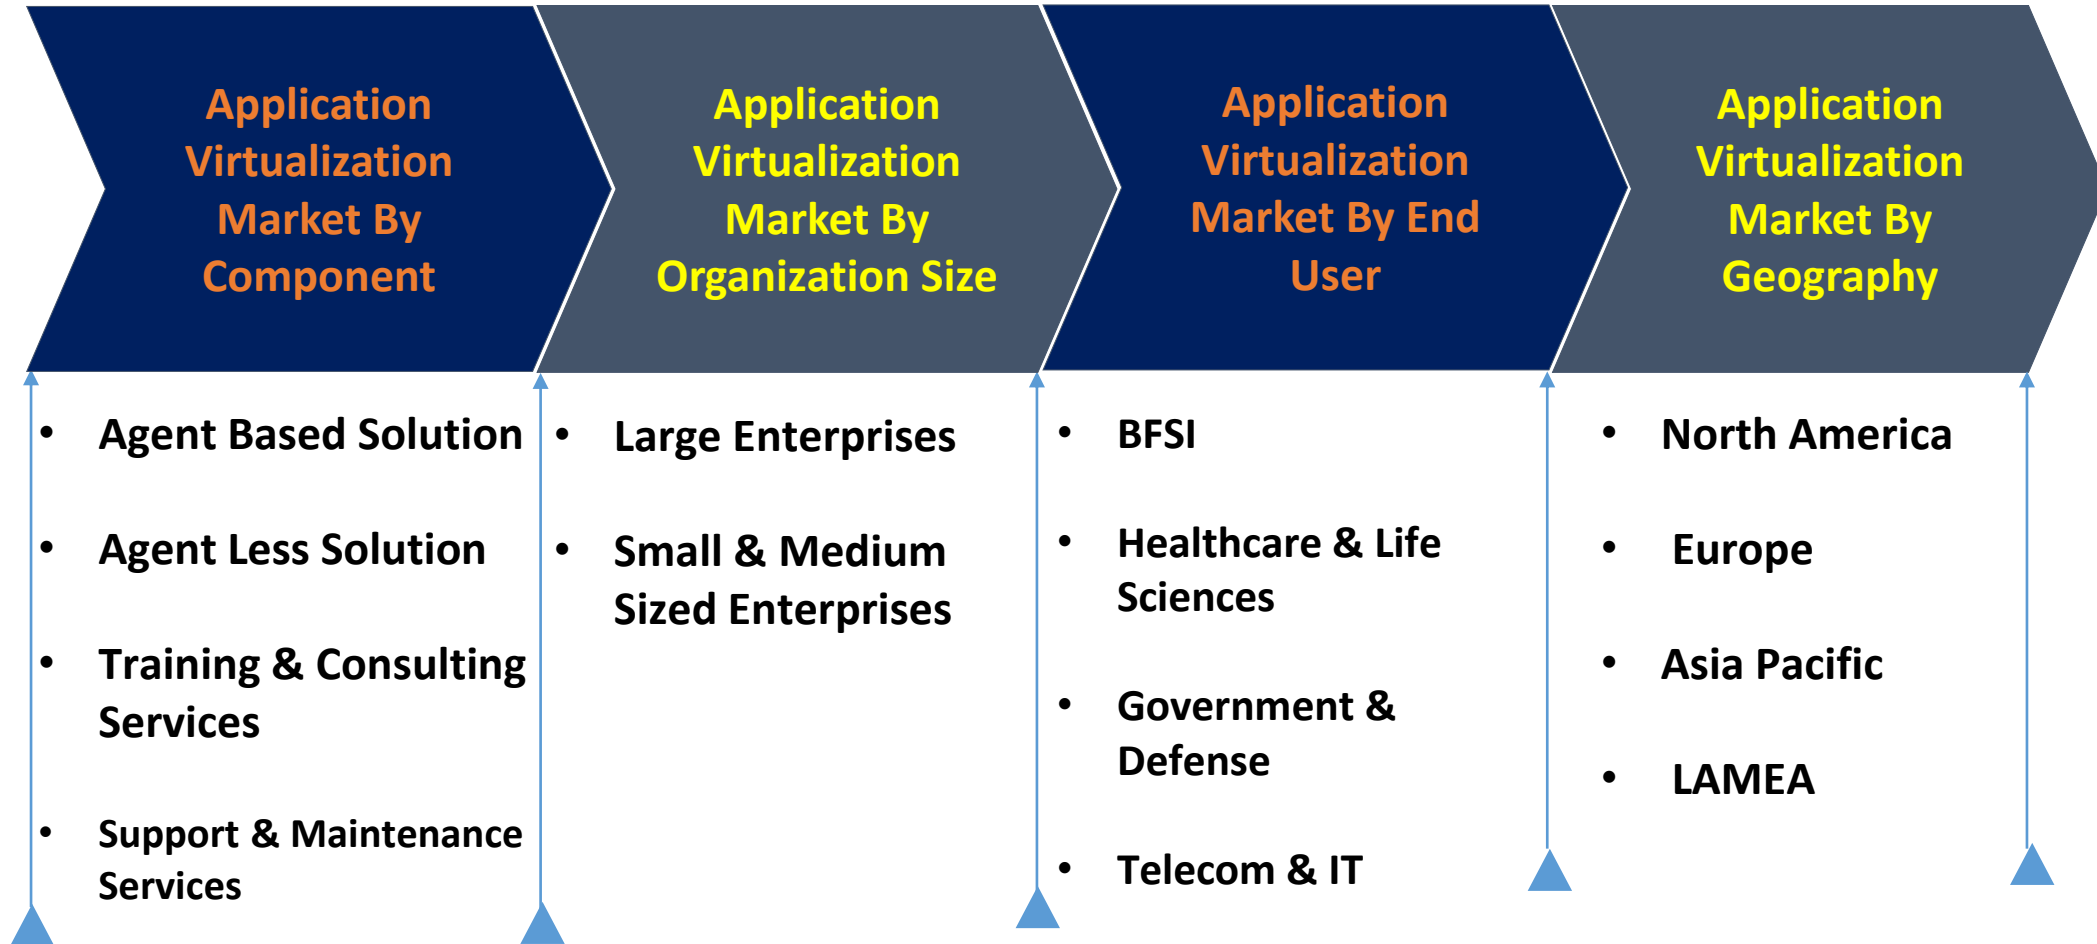 Application
Virtualization
Market By
Component
Application
Virtualization
Market By
Organization Size
Application
Virtualization
Market By End
User
Application
Virtualization
Market By
Geography
• Agent Based Solution
• Agent Less Solution
• Training & Consulting
Services
• Support & Maintenance
Services
• Large Enterprises
• Small & Medium
Sized Enterprises
• BFSI
• Healthcare & Life
Sciences
• Government &
Defense
• Telecom & IT
• North America
• Europe
• Asia Pacific
• LAMEA